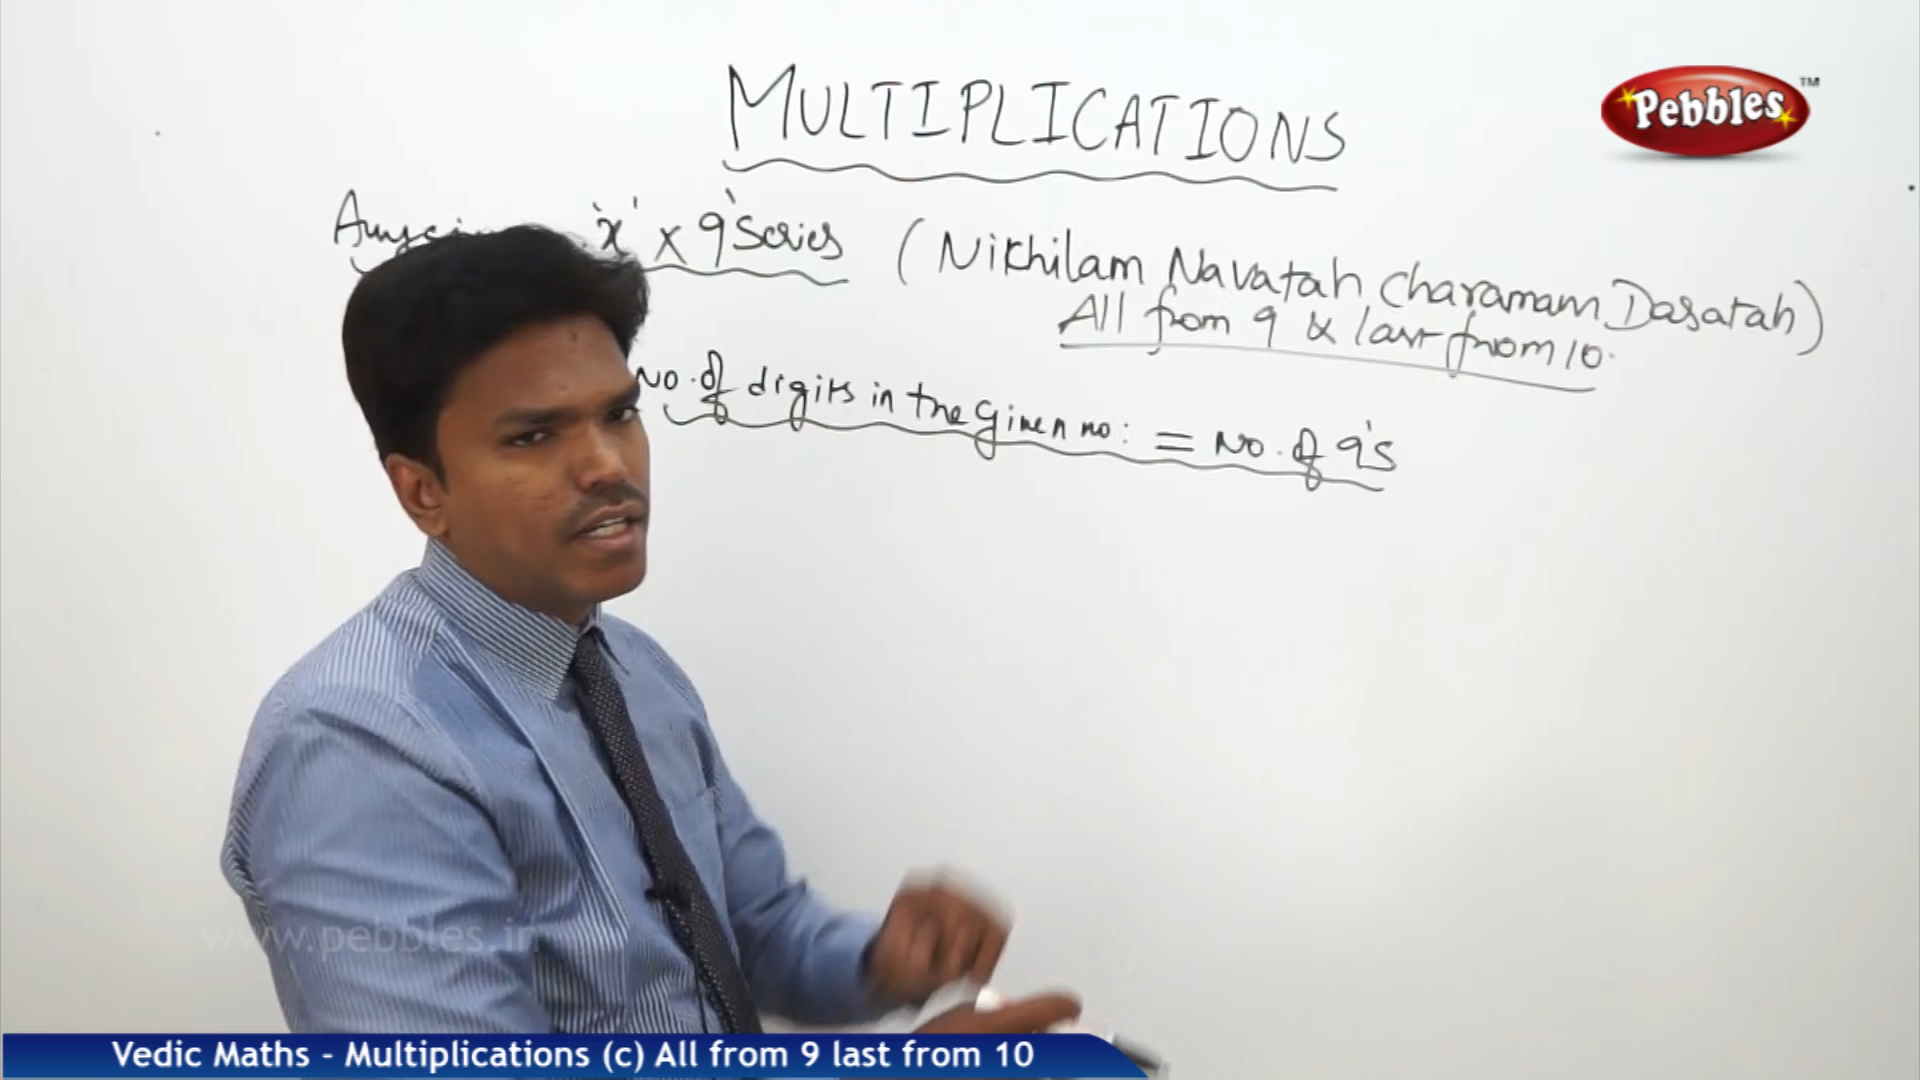 MULTIPLICATIONS
Pebbles™
'x' x 9's Series (Nikhilam Navatah Charamam Dasatah)
All from 9 & last from 10.
No. of digits in the Given no: = No. of 9's
www.pebbles.in
Vedic Maths - Multiplications (c) All from 9 last from 10